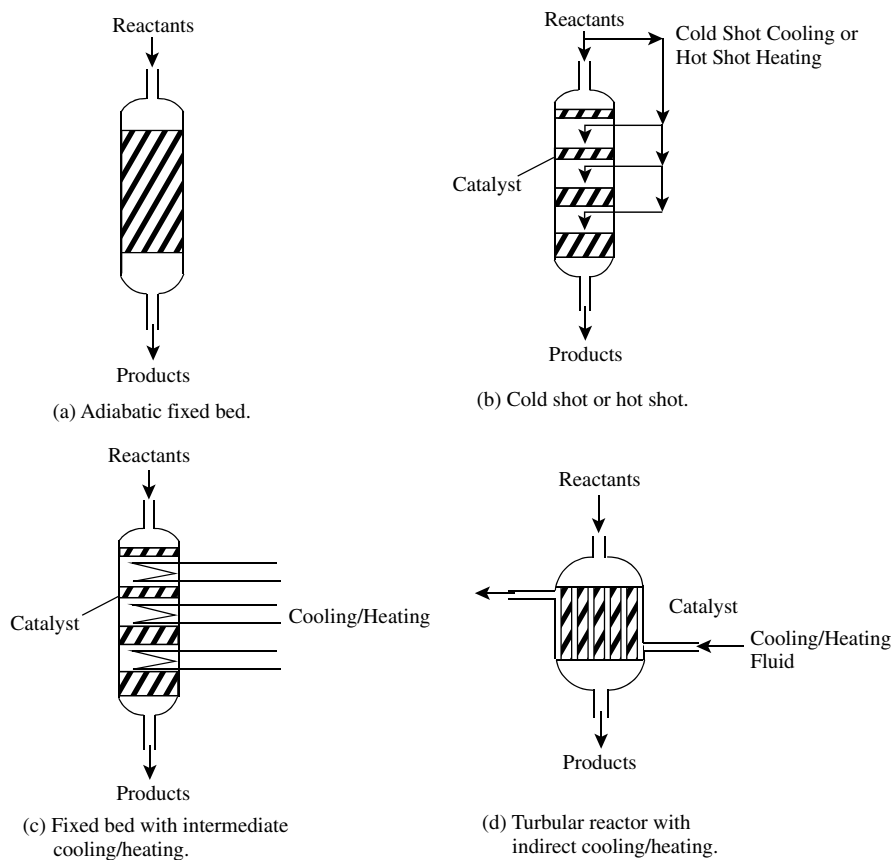 Reactants
Products
(a) Adiabatic fixed bed.
Reactants
Cold Shot Cooling or
Hot Shot Heating
Catalyst
Products
(b) Cold shot or hot shot.
Reactants
Catalyst
Cooling/Heating
Products
(c) Fixed bed with intermediate
cooling/heating.
Reactants
Catalyst
Cooling/Heating
Fluid
Products
(d) Turbular reactor with
indirect cooling/heating.